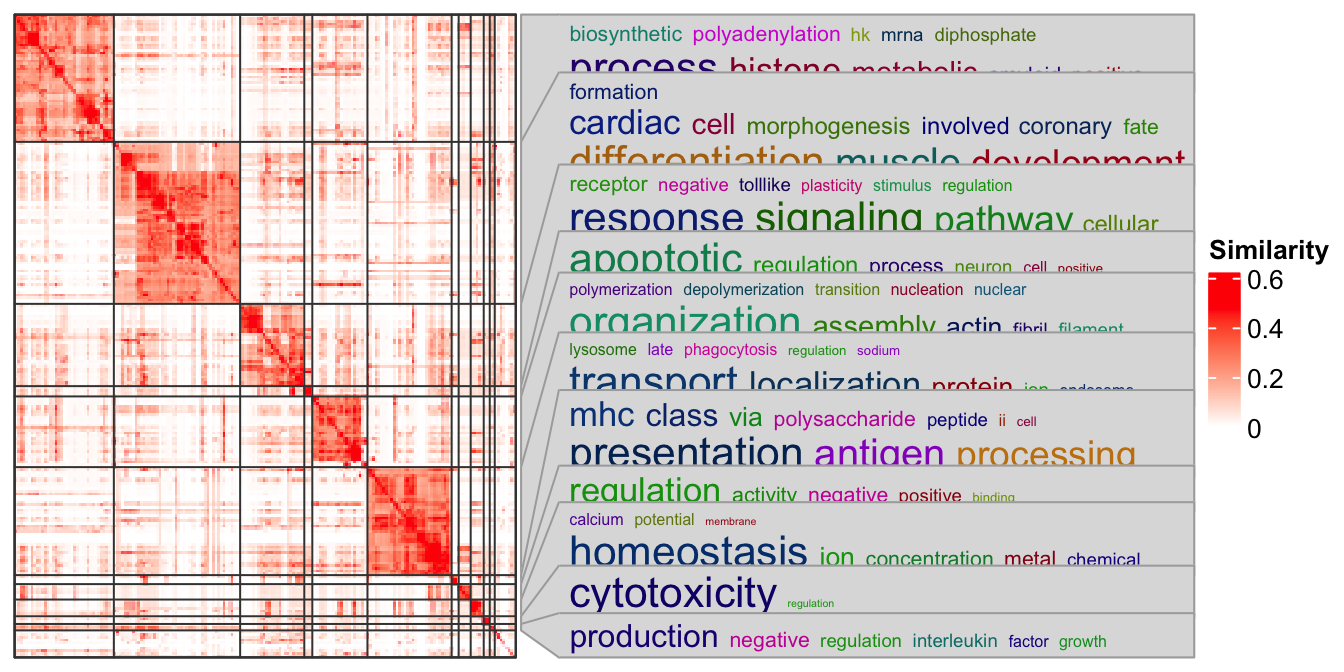 biosynthetic polyadenylation hk mrna diphosphate
process histone metabolic amyloid positive
formation
cardiac cell morphogenesis involved coronary fate
differentiation muscle development
receptor negative tolllike plasticity stimulus regulation
response signaling pathway cellular
apoptotic regulation process neuron cell positive
polymerization depolymerization transition nucleation nuclear
organization assembly actin fibril filament
lysosome late phagocytosis regulation sodium
transport localization protein ion endosome
mhc class via polysaccharide peptide ii cell
presentation antigen processing
regulation activity negative positive binding
calcium potential membrane
homeostasis ion concentration metal chemical
cytotoxicity regulation
production negative regulation interleukin factor growth
Similarity
0.6
0.4
0.2
0